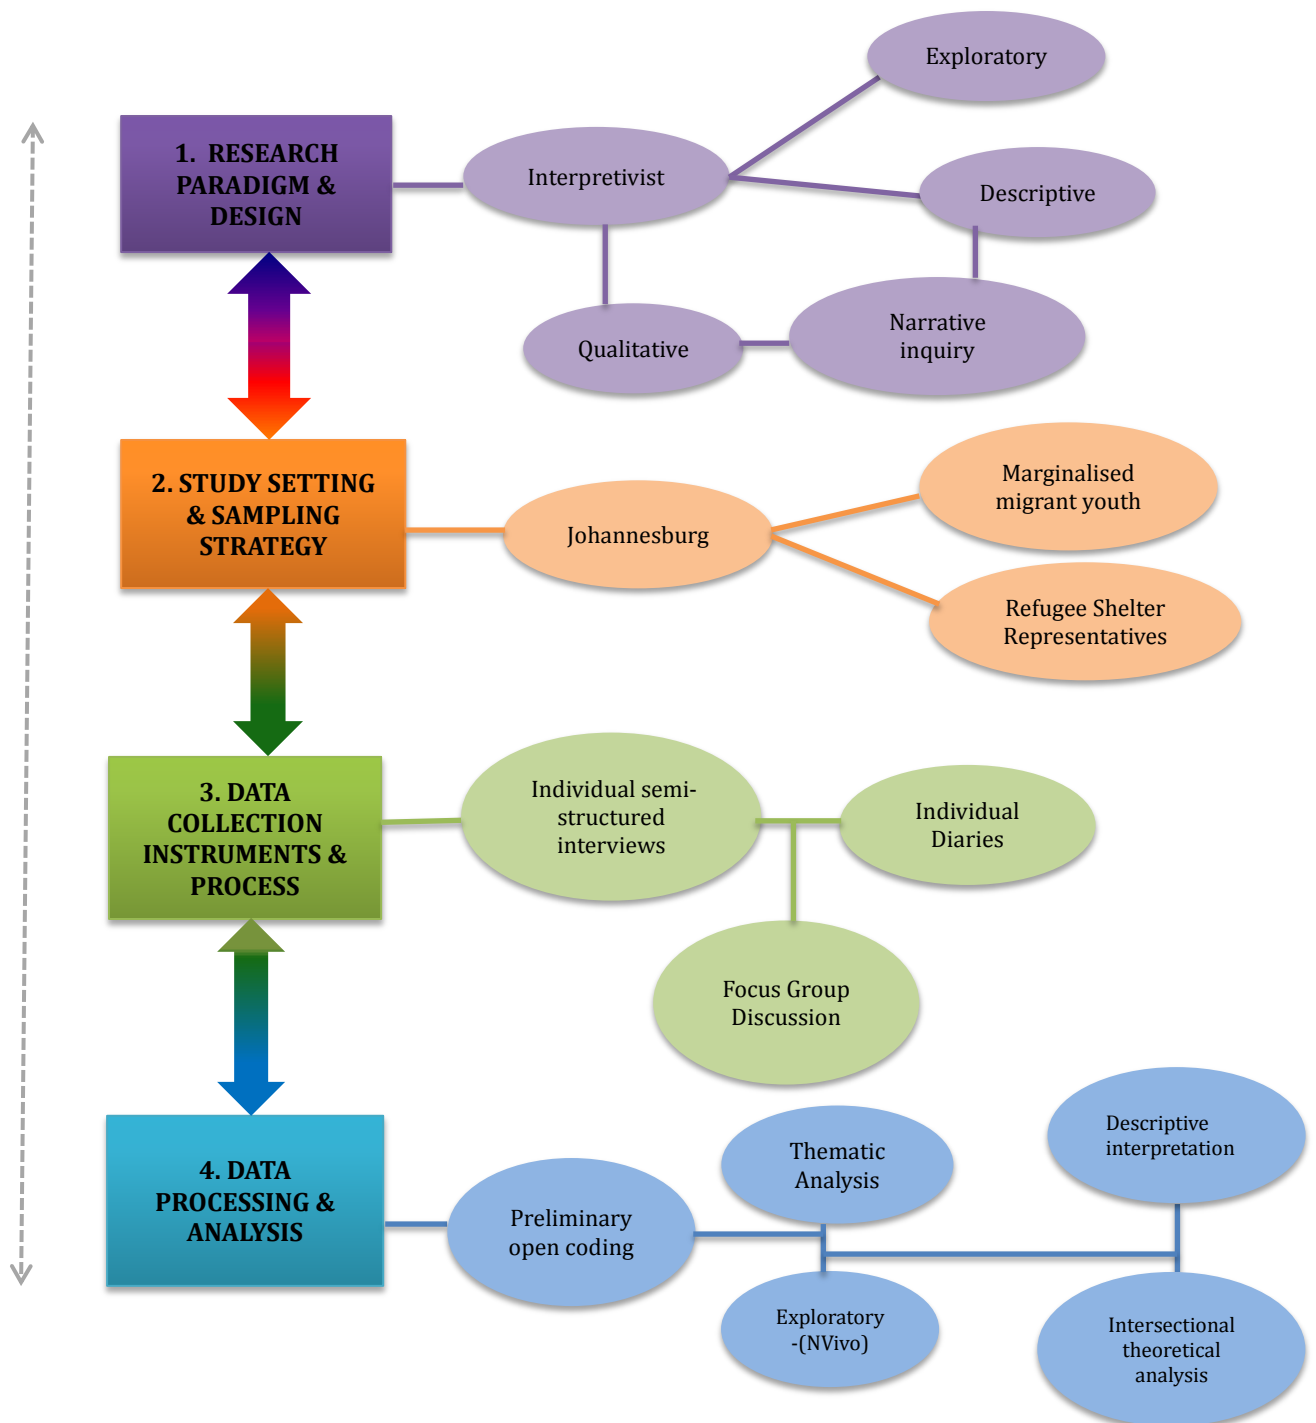 Exploratory
1. RESEARCH
PARADIGM &
DESIGN
Interpretivist
Descriptive
Qualitative
Narrative
inquiry
2. STUDY SETTING
& SAMPLING
STRATEGY
Johannesburg
Marginalised
migrant youth
Refugee Shelter
Representatives
3. DATA
COLLECTION
INSTRUMENTS &
PROCESS
Individual semi-
structured
interviews
Individual
Diaries
Focus Group
Discussion
4. DATA
PROCESSING &
ANALYSIS
Preliminary
open coding
Thematic
Analysis
Descriptive
interpretation
Exploratory
-(NVivo)
Intersectional
theoretical
analysis